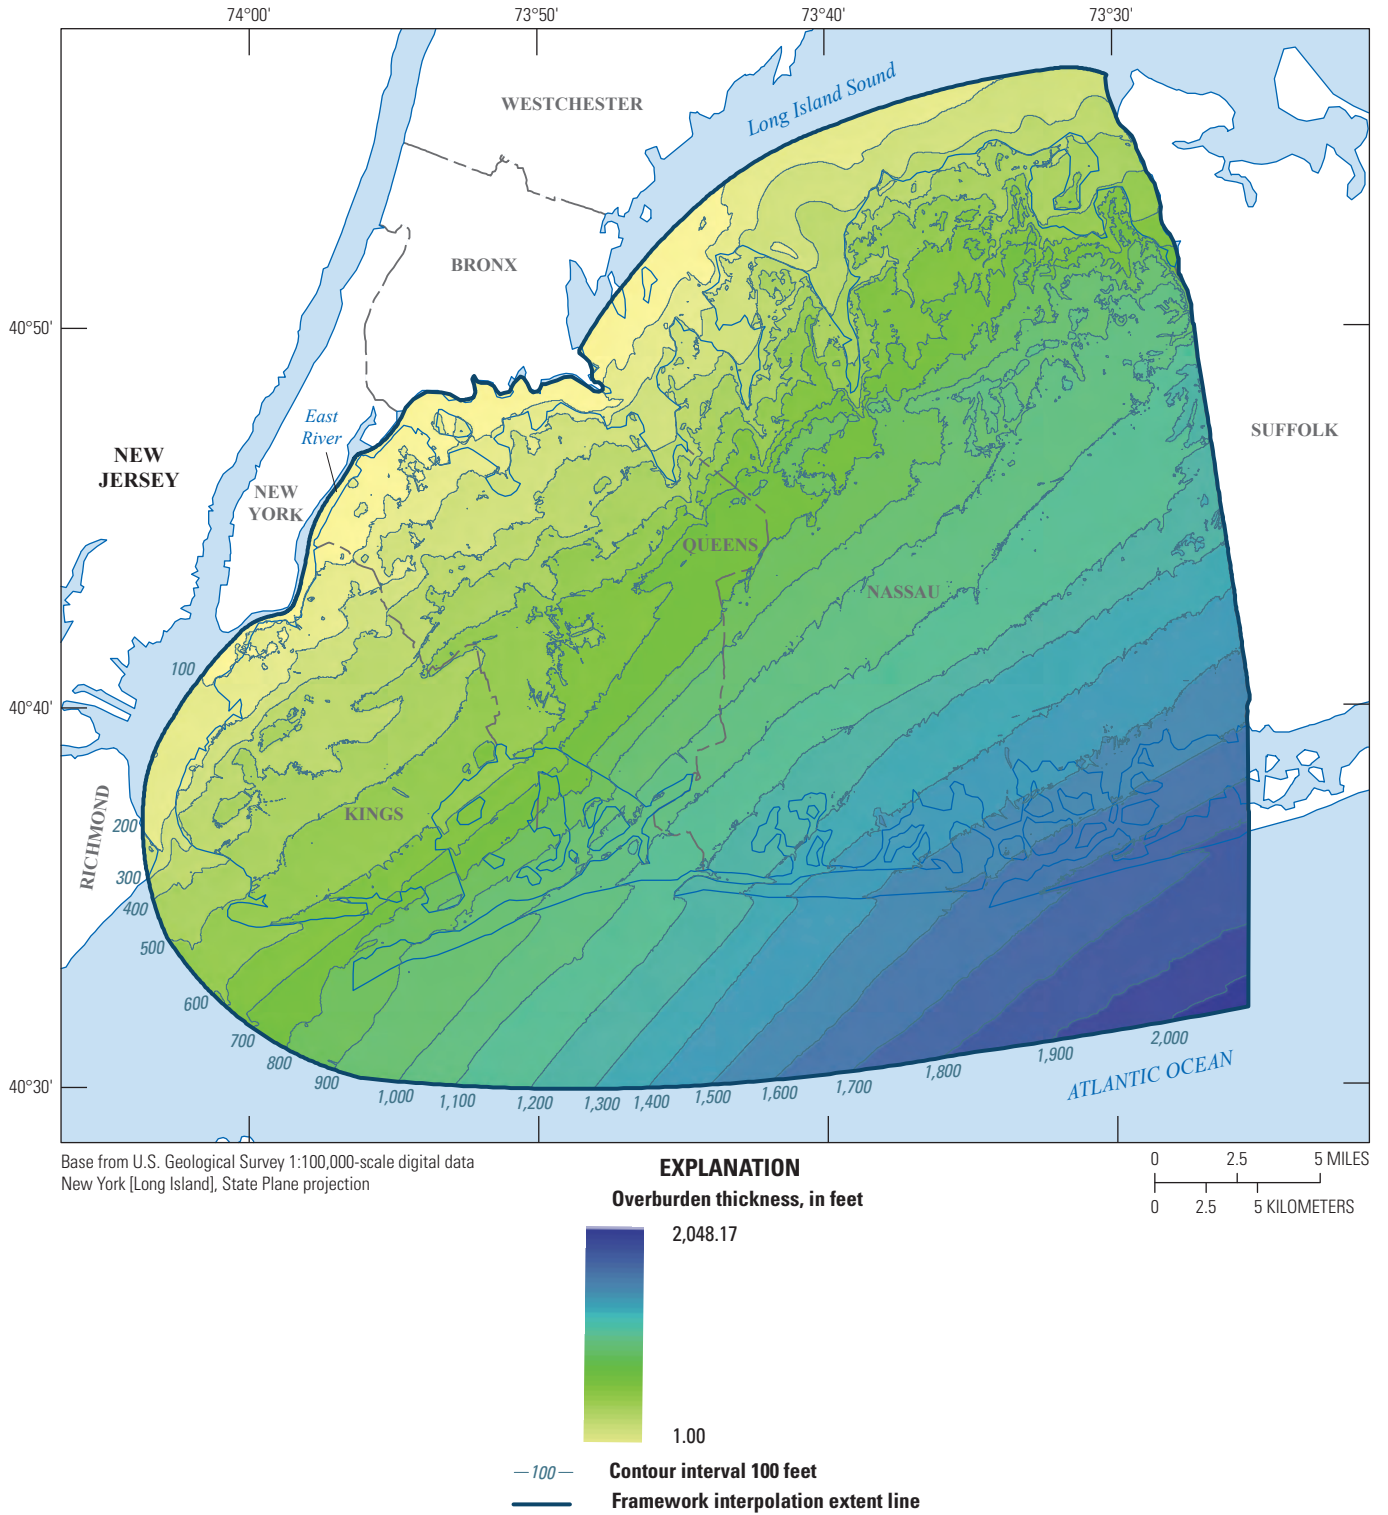 74°00'
73°50'
73°40'
73°30'
WESTCHESTER
Long Island Sound
BRONX
40°50'
East
River
NEW
JERSEY
NEW
YORK
SUFFOLK
QUEENS
NASSAU
100
40°40'
RICHMOND
KINGS
200
300
400
500
600
700
800
900
1,000
1,100
1,200
1,300
1,400
1,500
1,600
1,700
1,800
1,900
2,000
ATLANTIC OCEAN
40°30'
Base from U.S. Geological Survey 1:100,000-scale digital data
New York [Long Island], State Plane projection
0 2.5 5 MILES
0 2.5 5 KILOMETERS
EXPLANATION
Overburden thickness, in feet
2,048.17
1.00
100 Contour interval 100 feet
Framework interpolation extent line